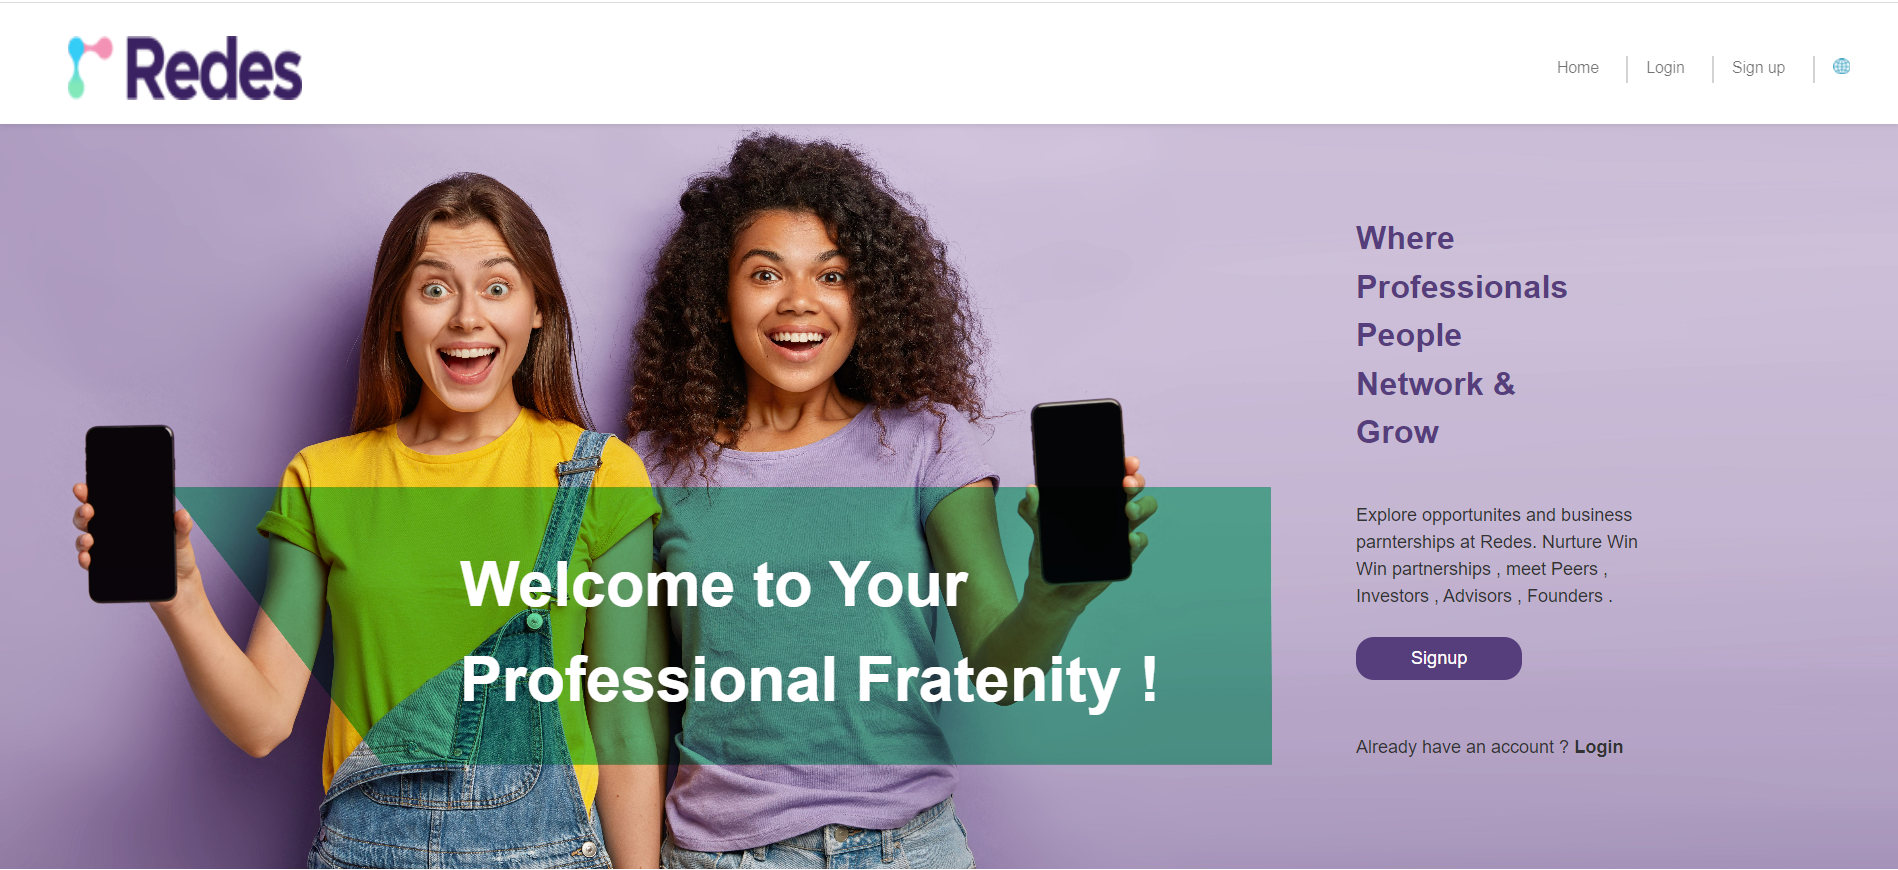 Redes
Home
Login
Sign up
Where
Professionals
People
Network &
Grow
Explore opportunites and business
parnterships at Redes. Nurture Win
Win partnerships , meet Peers ,
Investors , Advisors , Founders .
Signup
Already have an account ? Login
Welcome to Your
Professional Fratenity !